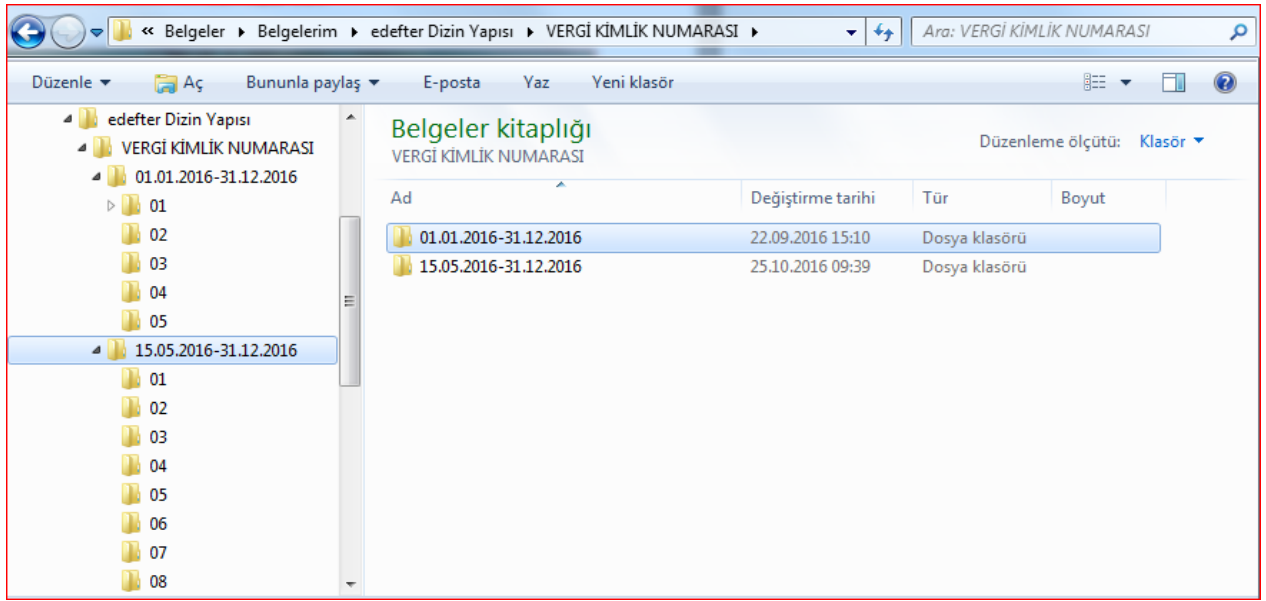 « Belgeler ▸ Belgelerim ▸ edefter Dizin Yapısı ▸ VERGİ KİMLİK NUMARASI ▸ Ara: VERGİ KİMLİK NUMARASI
Düzenle Aç Bununla paylaş E-posta Yaz Yeni klasör
edefter Dizin Yapısı
VERGİ KİMLİK NUMARASI
01.01.2016-31.12.2016
01
02
03
04
05
15.05.2016-31.12.2016
01
02
03
04
05
06
07
08
Belgeler kitaplığı
VERGİ KİMLİK NUMARASI
Düzenleme ölçütü: Klasör
Ad Değiştirme tarihi Tür Boyut
01.01.2016-31.12.2016 22.09.2016 15:10 Dosya klasörü
15.05.2016-31.12.2016 25.10.2016 09:39 Dosya klasörü